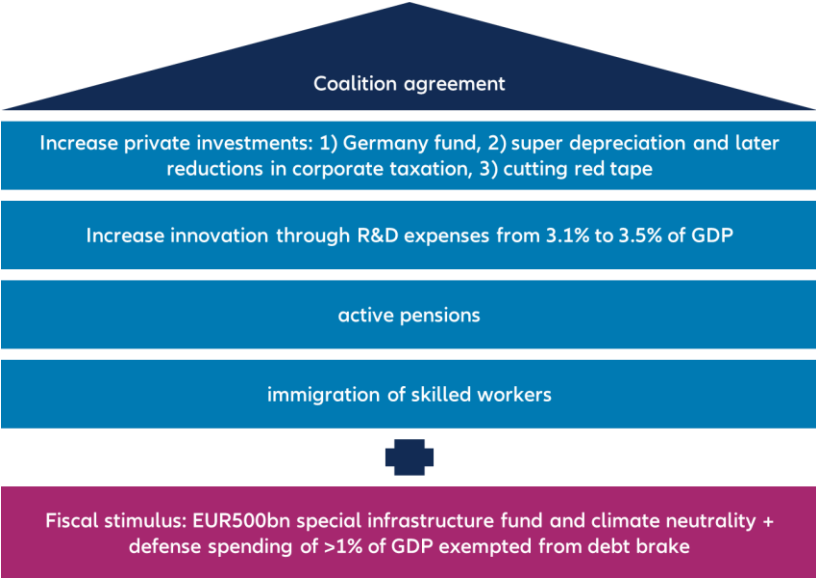 Coalition agreement
Increase private investments: 1) Germany fund, 2) super depreciation and later
reductions in corporate taxation, 3) cutting red tape
Increase innovation through R&D expenses from 3.1% to 3.5% of GDP
active pensions
immigration of skilled workers
Fiscal stimulus: EUR500bn special infrastructure fund and climate neutrality +
defense spending of >1% of GDP exempted from debt brake